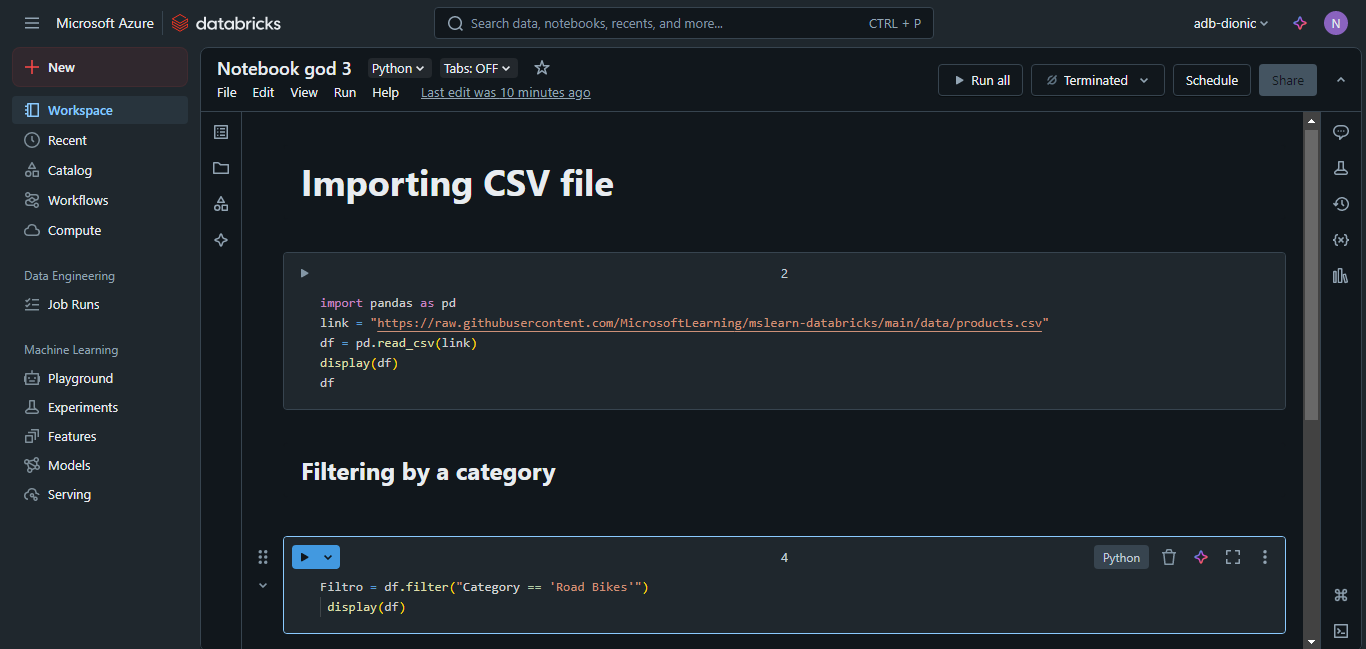 Microsoft Azure
databricks
Search data, notebooks, recents, and more...
CTRL + P
adb-dionic
N
New
Workspace
Recent
Catalog
Workflows
Compute
Data Engineering
Job Runs
Machine Learning
Playground
Experiments
Features
Models
Serving
Notebook god 3
Python
Tabs: OFF
File Edit View Run Help
Last edit was 10 minutes ago
Run all
Terminated
Schedule
Share
Importing CSV file
2
import pandas as pd
link = "https://raw.githubusercontent.com/MicrosoftLearning/mslearn-databricks/main/data/products.csv"
df = pd.read_csv(link)
display(df)
df
Filtering by a category
4
Python
Filtro = df.filter("Category == 'Road Bikes'")
display(df)